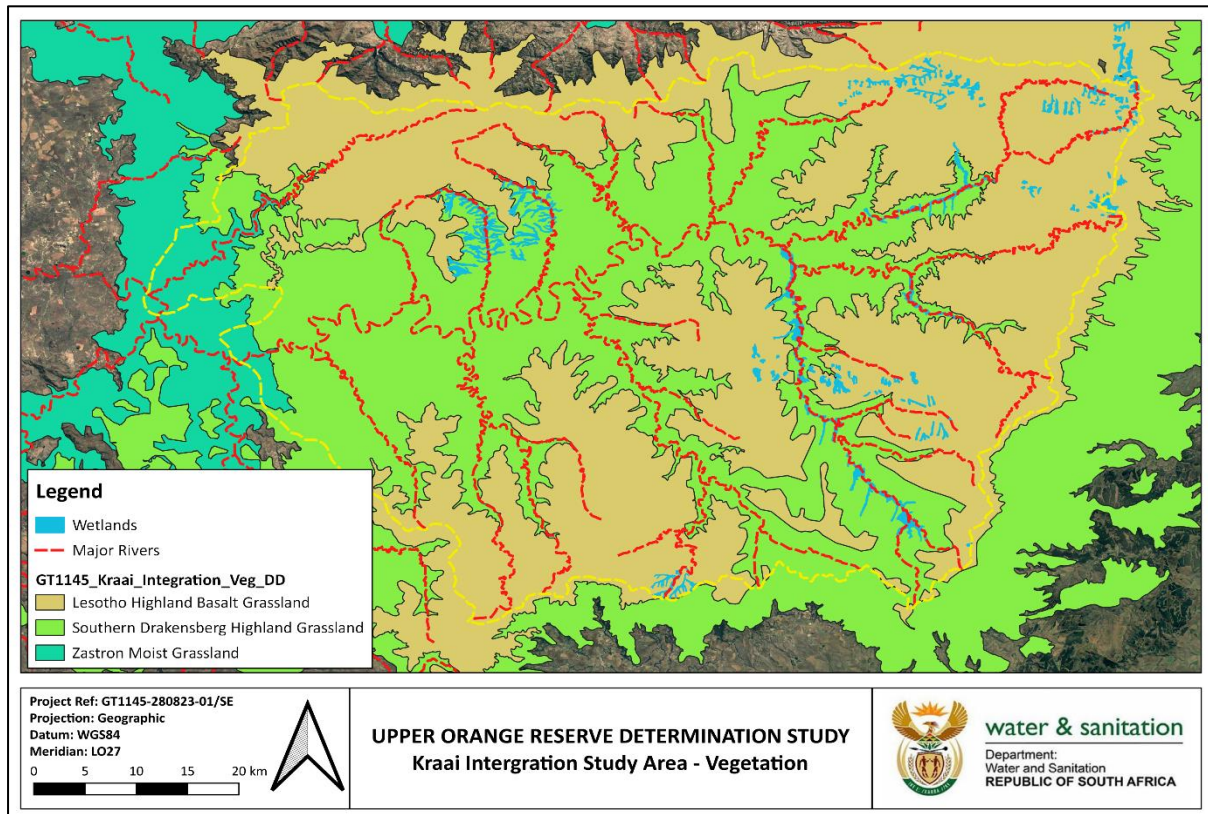 Legend
Wetlands
Major Rivers
GT1145_Kraai_Integration_Veg_DD
Lesotho Highland Basalt Grassland
Southern Drakensberg Highland Grassland
Zastron Moist Grassland
Project Ref: GT1145-280823-01/SE
Projection: Geographic
Datum: WGS84
Meridian: LO27
0 5 10 15 20 km
UPPER ORANGE RESERVE DETERMINATION STUDY
Kraai Intergration Study Area - Vegetation
water & sanitation
Department:
Water and Sanitation
REPUBLIC OF SOUTH AFRICA